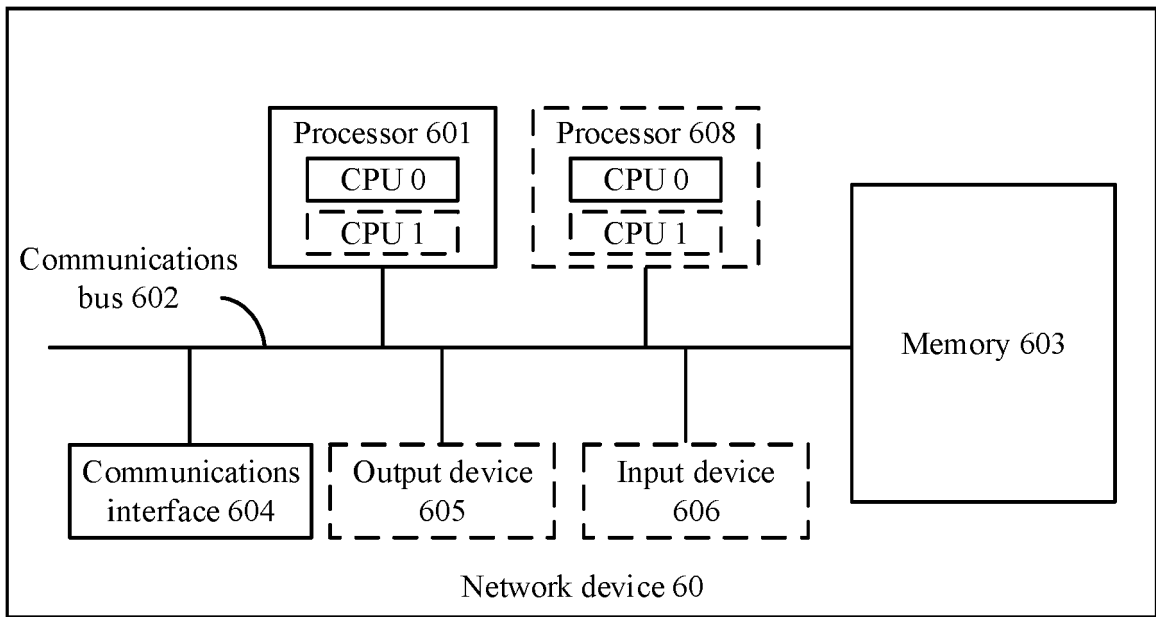 Processor 601
CPU 0
CPU 1
Processor 608
CPU 0
CPU 1
Communications
bus 602
Memory 603
Communications
interface 604
Output device
605
Input device
606
Network device 60